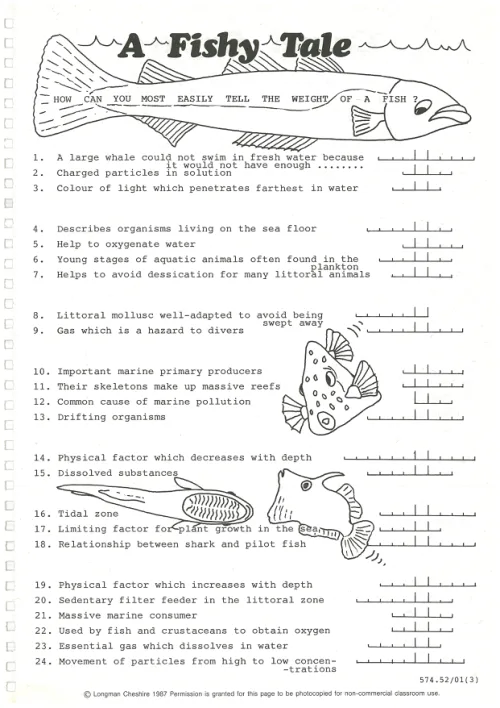 A Fishy Tale
HOW CAN YOU MOST EASILY TELL THE WEIGHT OF A FISH ?
1. A large whale could not swim in fresh water because
it would not have enough ........
2. Charged particles in solution
3. Colour of light which penetrates farthest in water
4. Describes organisms living on the sea floor
5. Help to oxygenate water
6. Young stages of aquatic animals often found in the
plankton
7. Helps to avoid dessication for many littoral animals
8. Littoral mollusc well-adapted to avoid being
swept away
9. Gas which is a hazard to divers
10. Important marine primary producers
11. Their skeletons make up massive reefs
12. Common cause of marine pollution
13. Drifting organisms
14. Physical factor which decreases with depth
15. Dissolved substances
16. Tidal zone
17. Limiting factor for plant growth in the sea
18. Relationship between shark and pilot fish
19. Physical factor which increases with depth
20. Sedentary filter feeder in the littoral zone
21. Massive marine consumer
22. Used by fish and crustaceans to obtain oxygen
23. Essential gas which dissolves in water
24. Movement of particles from high to low concen-
-trations
574.52/01(3)
© Longman Cheshire 1987 Permission is granted for this page to be photocopied for non-commercial classroom use.